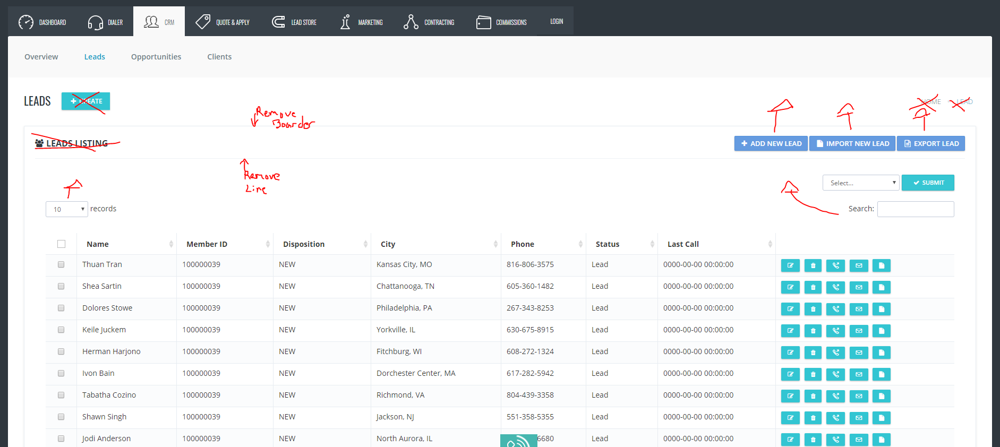 DASHBOARD DIALER CRM QUOTE & APPLY LEAD STORE MARKETING CONTRACTING COMMISSIONS LOGIN
Overview Leads Opportunities Clients
LEADS CREATE HOME LEAD
Remove
Boarder
LEADS LISTING ADD NEW LEAD IMPORT NEW LEAD EXPORT LEAD
Remove
Line
Select... SUBMIT
10 records Search:
Name Member ID Disposition City Phone Status Last Call
Thuan Tran 100000039 NEW Kansas City, MO 816-806-3575 Lead 0000-00-00 00:00:00
Shea Sartin 100000039 NEW Chattanooga, TN 605-360-1482 Lead 0000-00-00 00:00:00
Dolores Stowe 100000039 NEW Philadelphia, PA 267-343-8253 Lead 0000-00-00 00:00:00
Keile Juckem 100000039 NEW Yorkville, IL 630-675-8915 Lead 0000-00-00 00:00:00
Herman Harjono 100000039 NEW Fitchburg, WI 608-272-1324 Lead 0000-00-00 00:00:00
Ivon Bain 100000039 NEW Dorchester Center, MA 617-282-5942 Lead 0000-00-00 00:00:00
Tabatha Cozino 100000039 NEW Richmond, VA 804-439-3358 Lead 0000-00-00 00:00:00
Shawn Singh 100000039 NEW Jackson, NJ 551-358-5355 Lead 0000-00-00 00:00:00
Jodi Anderson 100000039 NEW North Aurora, IL 6680 Lead 0000-00-00 00:00:00